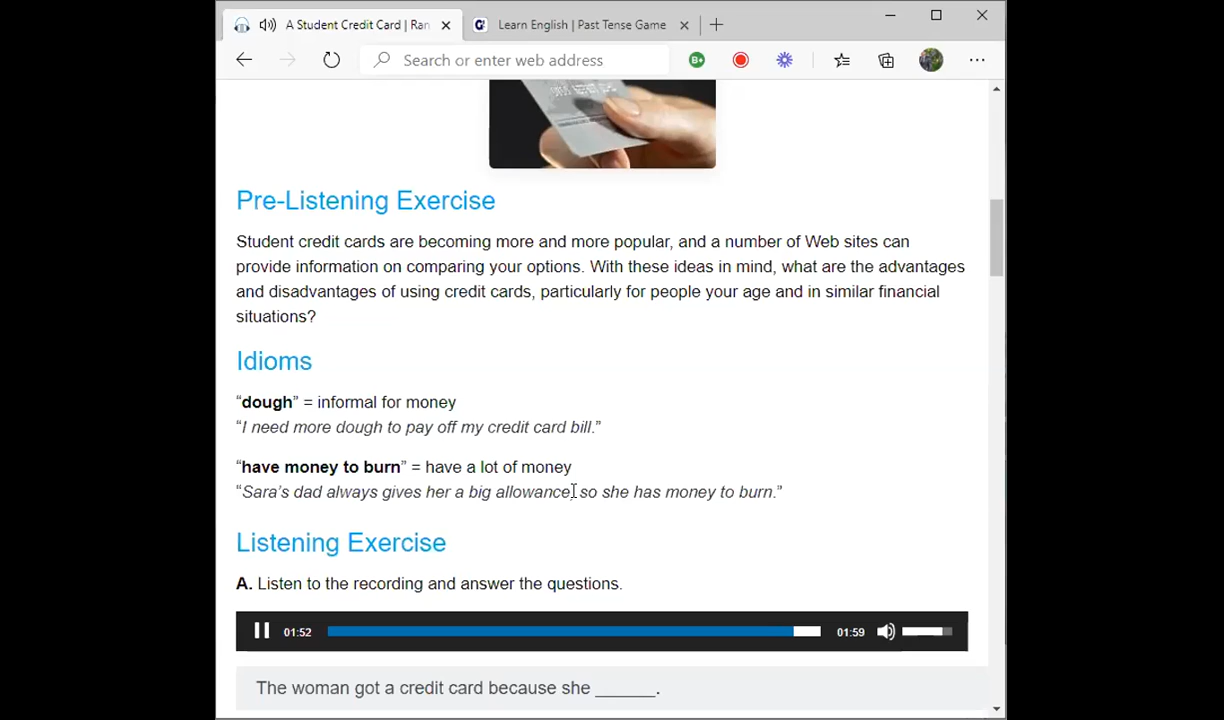 A Student Credit Card | Ran
Learn English | Past Tense Game
Search or enter web address
Pre-Listening Exercise
Student credit cards are becoming more and more popular, and a number of Web sites can
provide information on comparing your options. With these ideas in mind, what are the advantages
and disadvantages of using credit cards, particularly for people your age and in similar financial
situations?
Idioms
“dough” = informal for money
“I need more dough to pay off my credit card bill.”
“have money to burn” = have a lot of money
“Sara’s dad always gives her a big allowance, so she has money to burn.”
Listening Exercise
A. Listen to the recording and answer the questions.
01:52 01:59
The woman got a credit card because she ______.